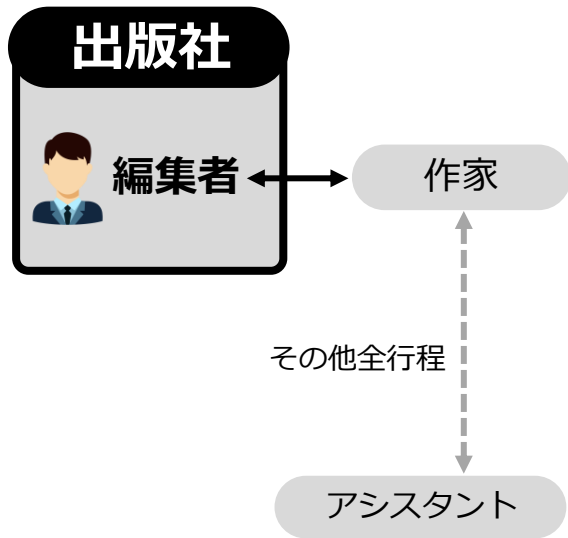 出版社
編集者
作家
その他全行程
アシスタント